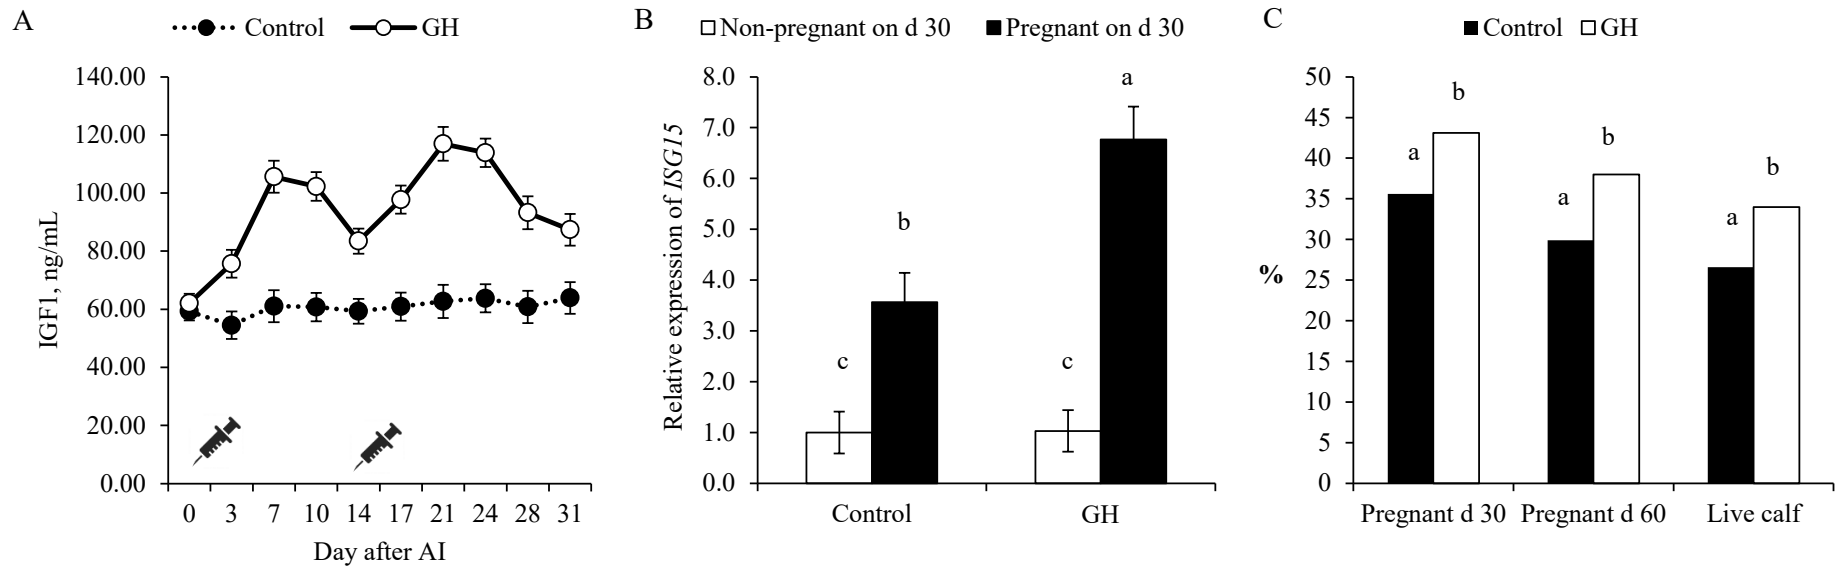 A
Control GH
140.00
120.00
100.00
80.00
60.00
40.00
20.00
0.00
IGF1, ng/mL
0 3 7 10 14 17 21 24 28 31
Day after AI
B
Non-pregnant on d 30 Pregnant on d 30
8.0
7.0
6.0
5.0
4.0
3.0
2.0
1.0
0.0
Relative expression of ISG15
c b c a
Control GH
C
Control GH
50
45
40
35
30
25
20
15
10
5
0
%
a b a b a b
Pregnant d 30 Pregnant d 60 Live calf